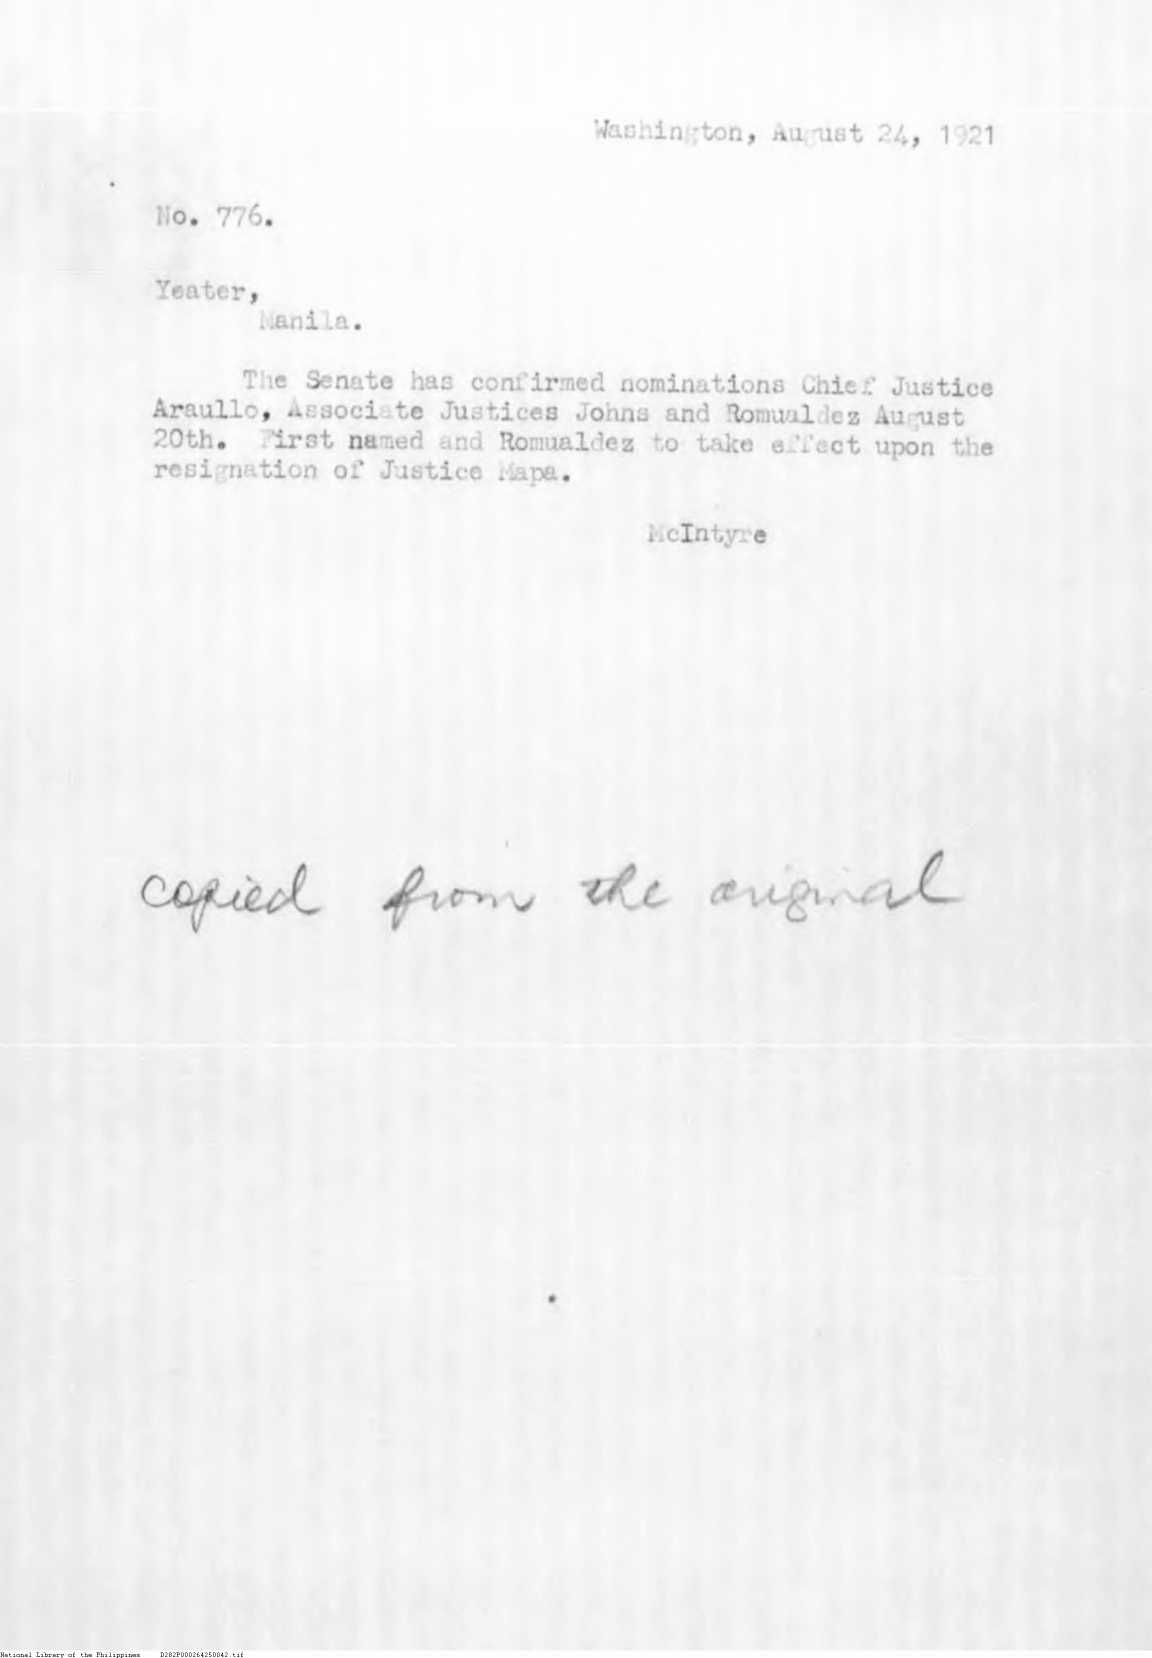 Washington, August 24, 1921
No. 776.
Yeater,
Manila.
The Senate has confirmed nominations Chief Justice
Araullo, Associate Justices Johns and Romualdez August
20th. First named and Romualdez to take effect upon the
resignation of Justice Mapa.
McIntyre
copied from the original
National Library of the Philippines D282P000264250042.tif